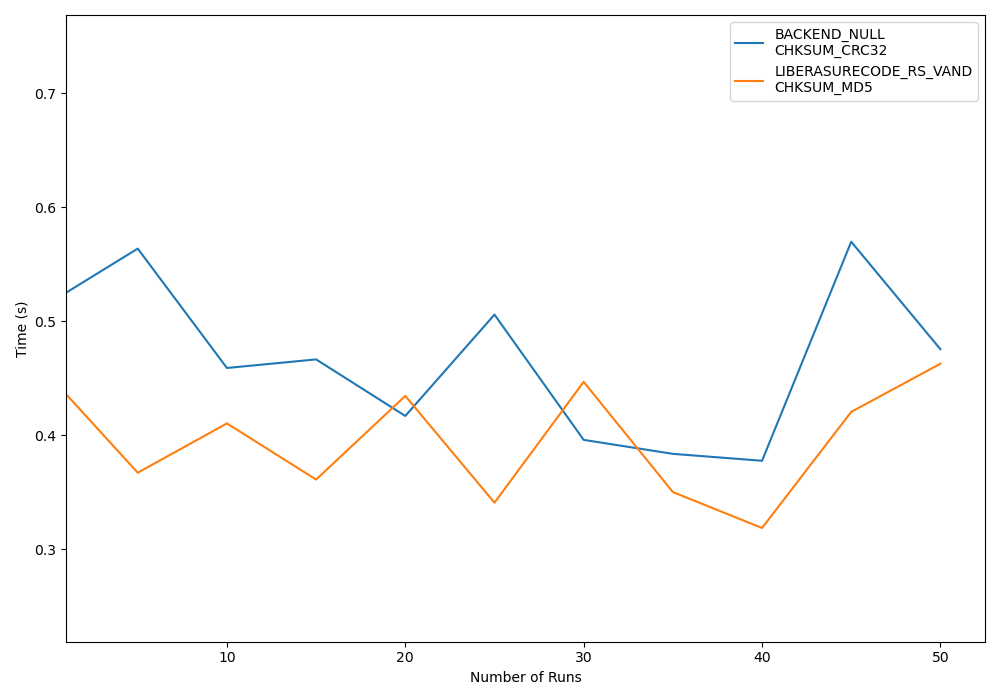 BACKEND_NULL
CHKSUM_CRC32
LIBERASURECODE_RS_VAND
CHKSUM_MD5
0.7
0.6
0.5
0.4
0.3
Time (s)
10 20 30 40 50
Number of Runs